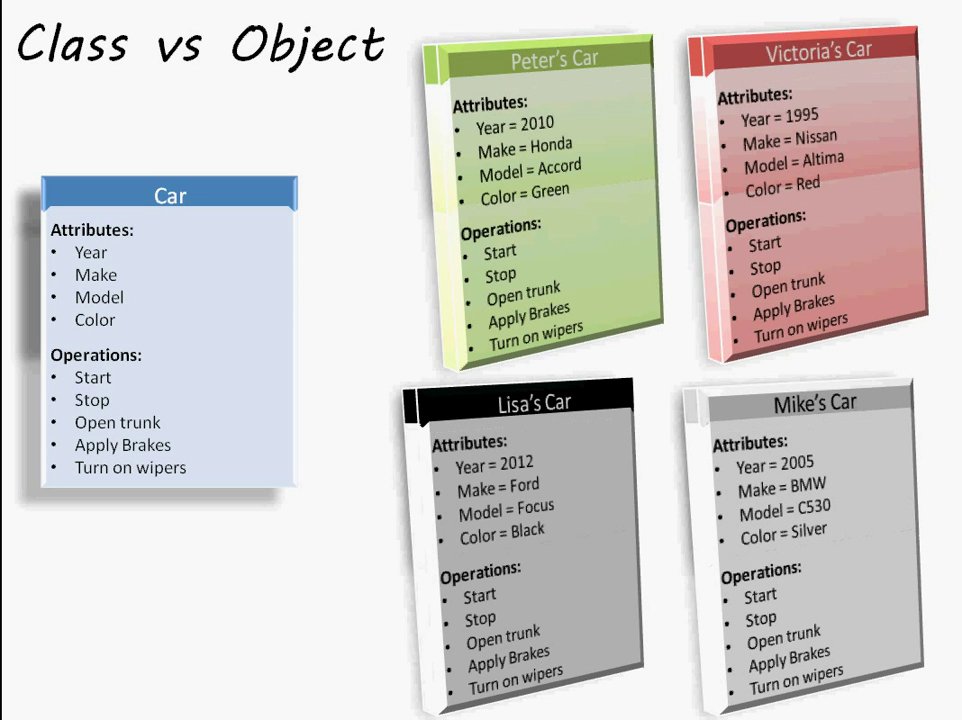 Class vs Object
Car
Attributes:
• Year
• Make
• Model
• Color
Operations:
• Start
• Stop
• Open trunk
• Apply Brakes
• Turn on wipers
Peter's Car
Attributes:
• Year = 2010
• Make = Honda
• Model = Accord
• Color = Green
Operations:
• Start
• Stop
• Open trunk
• Apply Brakes
• Turn on wipers
Victoria's Car
Attributes:
• Year = 1995
• Make = Nissan
• Model = Altima
• Color = Red
Operations:
• Start
• Stop
• Open trunk
• Apply Brakes
• Turn on wipers
Lisa's Car
Attributes:
• Year = 2012
• Make = Ford
• Model = Focus
• Color = Black
Operations:
• Start
• Stop
• Open trunk
• Apply Brakes
• Turn on wipers
Mike's Car
Attributes:
• Year = 2005
• Make = BMW
• Model = C530
• Color = Silver
Operations:
• Start
• Stop
• Open trunk
• Apply Brakes
• Turn on wipers